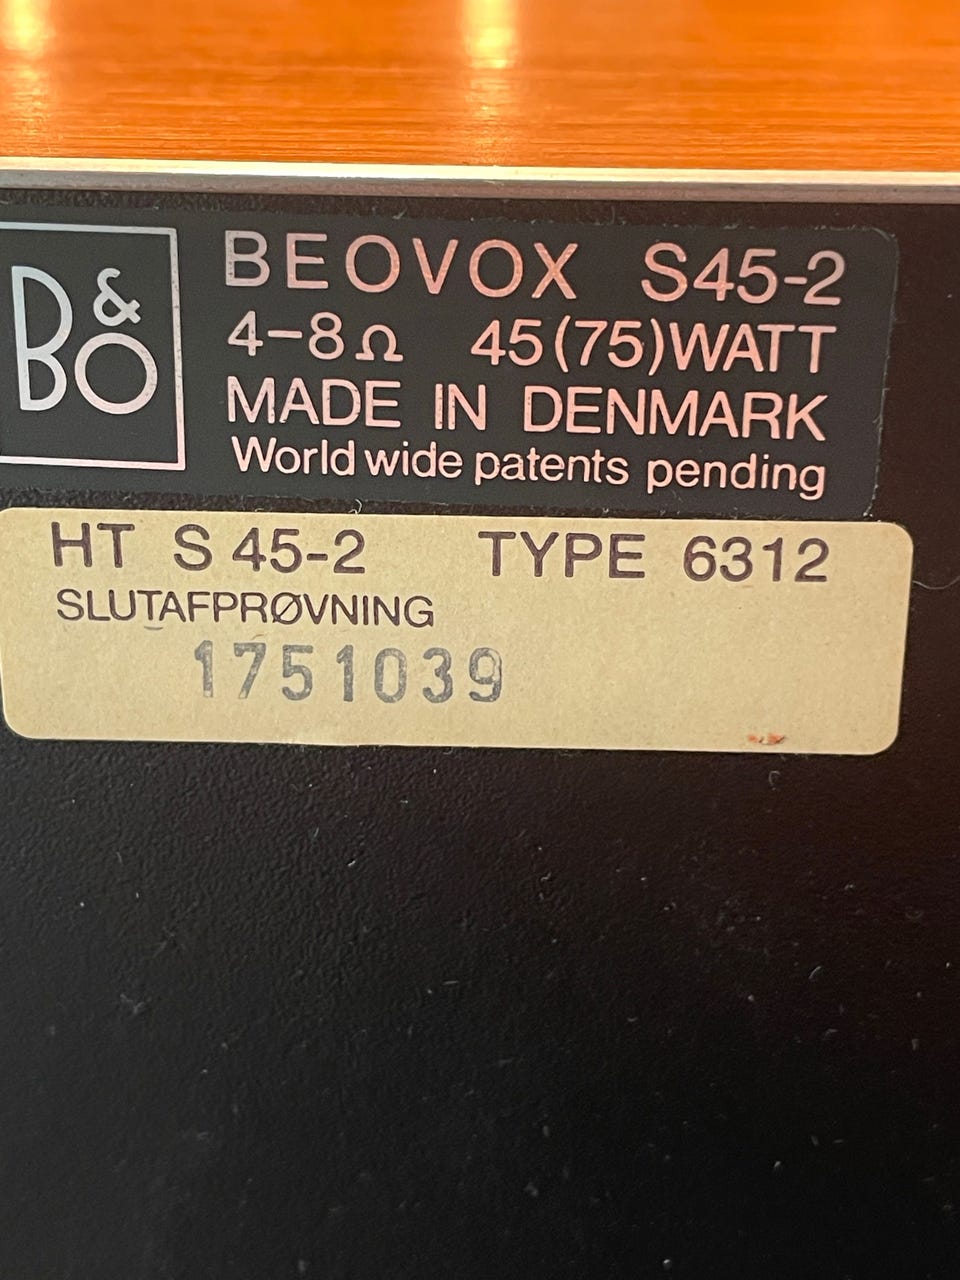 B&O
BEOVOX S45-2
4-8Ω 45(75)WATT
MADE IN DENMARK
World wide patents pending
HT S 45-2 TYPE 6312
SLUTAFPRØVNING
1751039